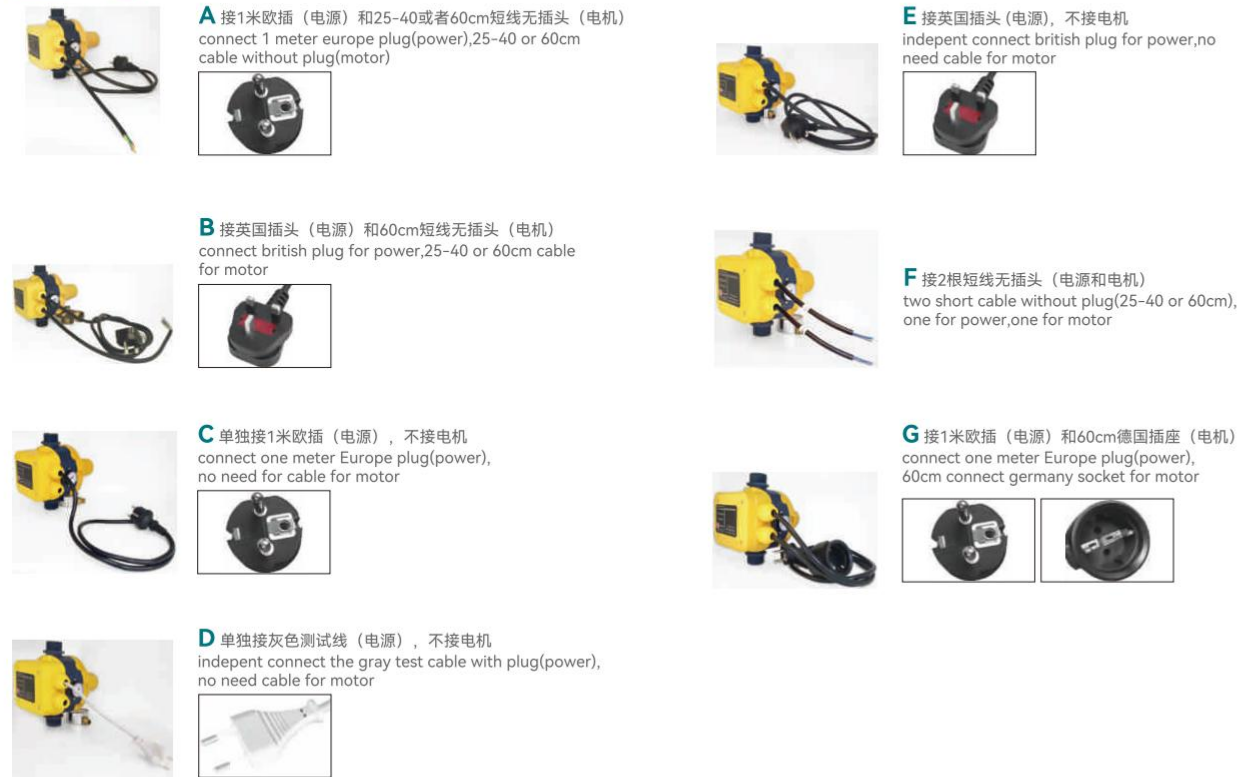 A 接1米欧插（电源）和25-40或者60cm短线无插头（电机）
connect 1 meter europe plug(power),25-40 or 60cm
cable without plug(motor)
B 接英国插头（电源）和60cm短线无插头（电机）
connect british plug for power,25-40 or 60cm cable
for motor
C 单独接1米欧插（电源）, 不接电机
connect one meter Europe plug(power),
no need for cable for motor
D 单独接灰色测试线（电源）, 不接电机
indepent connect the gray test cable with plug(power),
no need cable for motor
E 接英国插头 (电源)，不接电机
indepent connect british plug for power,no
need cable for motor
F 接2根短线无插头（电源和电机）
two short cable without plug(25-40 or 60cm),
one for power,one for motor
G 接1米欧插（电源）和60cm德国插座（电机）
connect one meter Europe plug(power),
60cm connect germany socket for motor